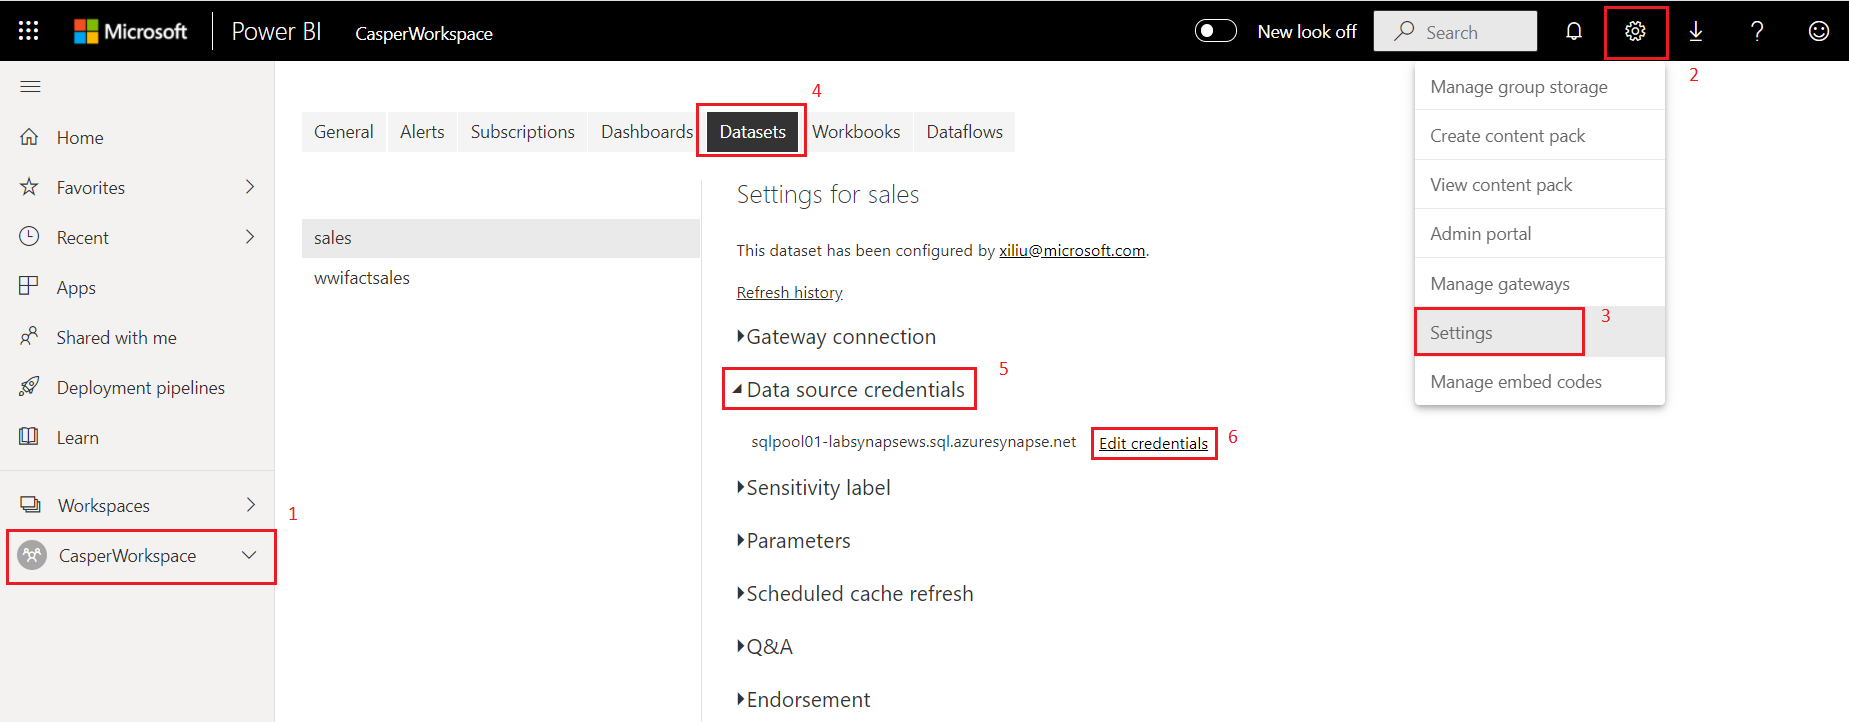 Microsoft Power BI CasperWorkspace New look off Search
2
Home
Favorites
Recent
Apps
Shared with me
Deployment pipelines
Learn
Workspaces
CasperWorkspace
1
4
General Alerts Subscriptions Dashboards Datasets Workbooks Dataflows
sales
wwifactsales
Settings for sales
This dataset has been configured by xiliu@microsoft.com.
Refresh history
Gateway connection
Data source credentials
5
sqlpool01-labsynapsews.sql.azuresynapse.net Edit credentials
6
Sensitivity label
Parameters
Scheduled cache refresh
Q&A
Endorsement
Manage group storage
Create content pack
View content pack
Admin portal
Manage gateways
Settings
3
Manage embed codes